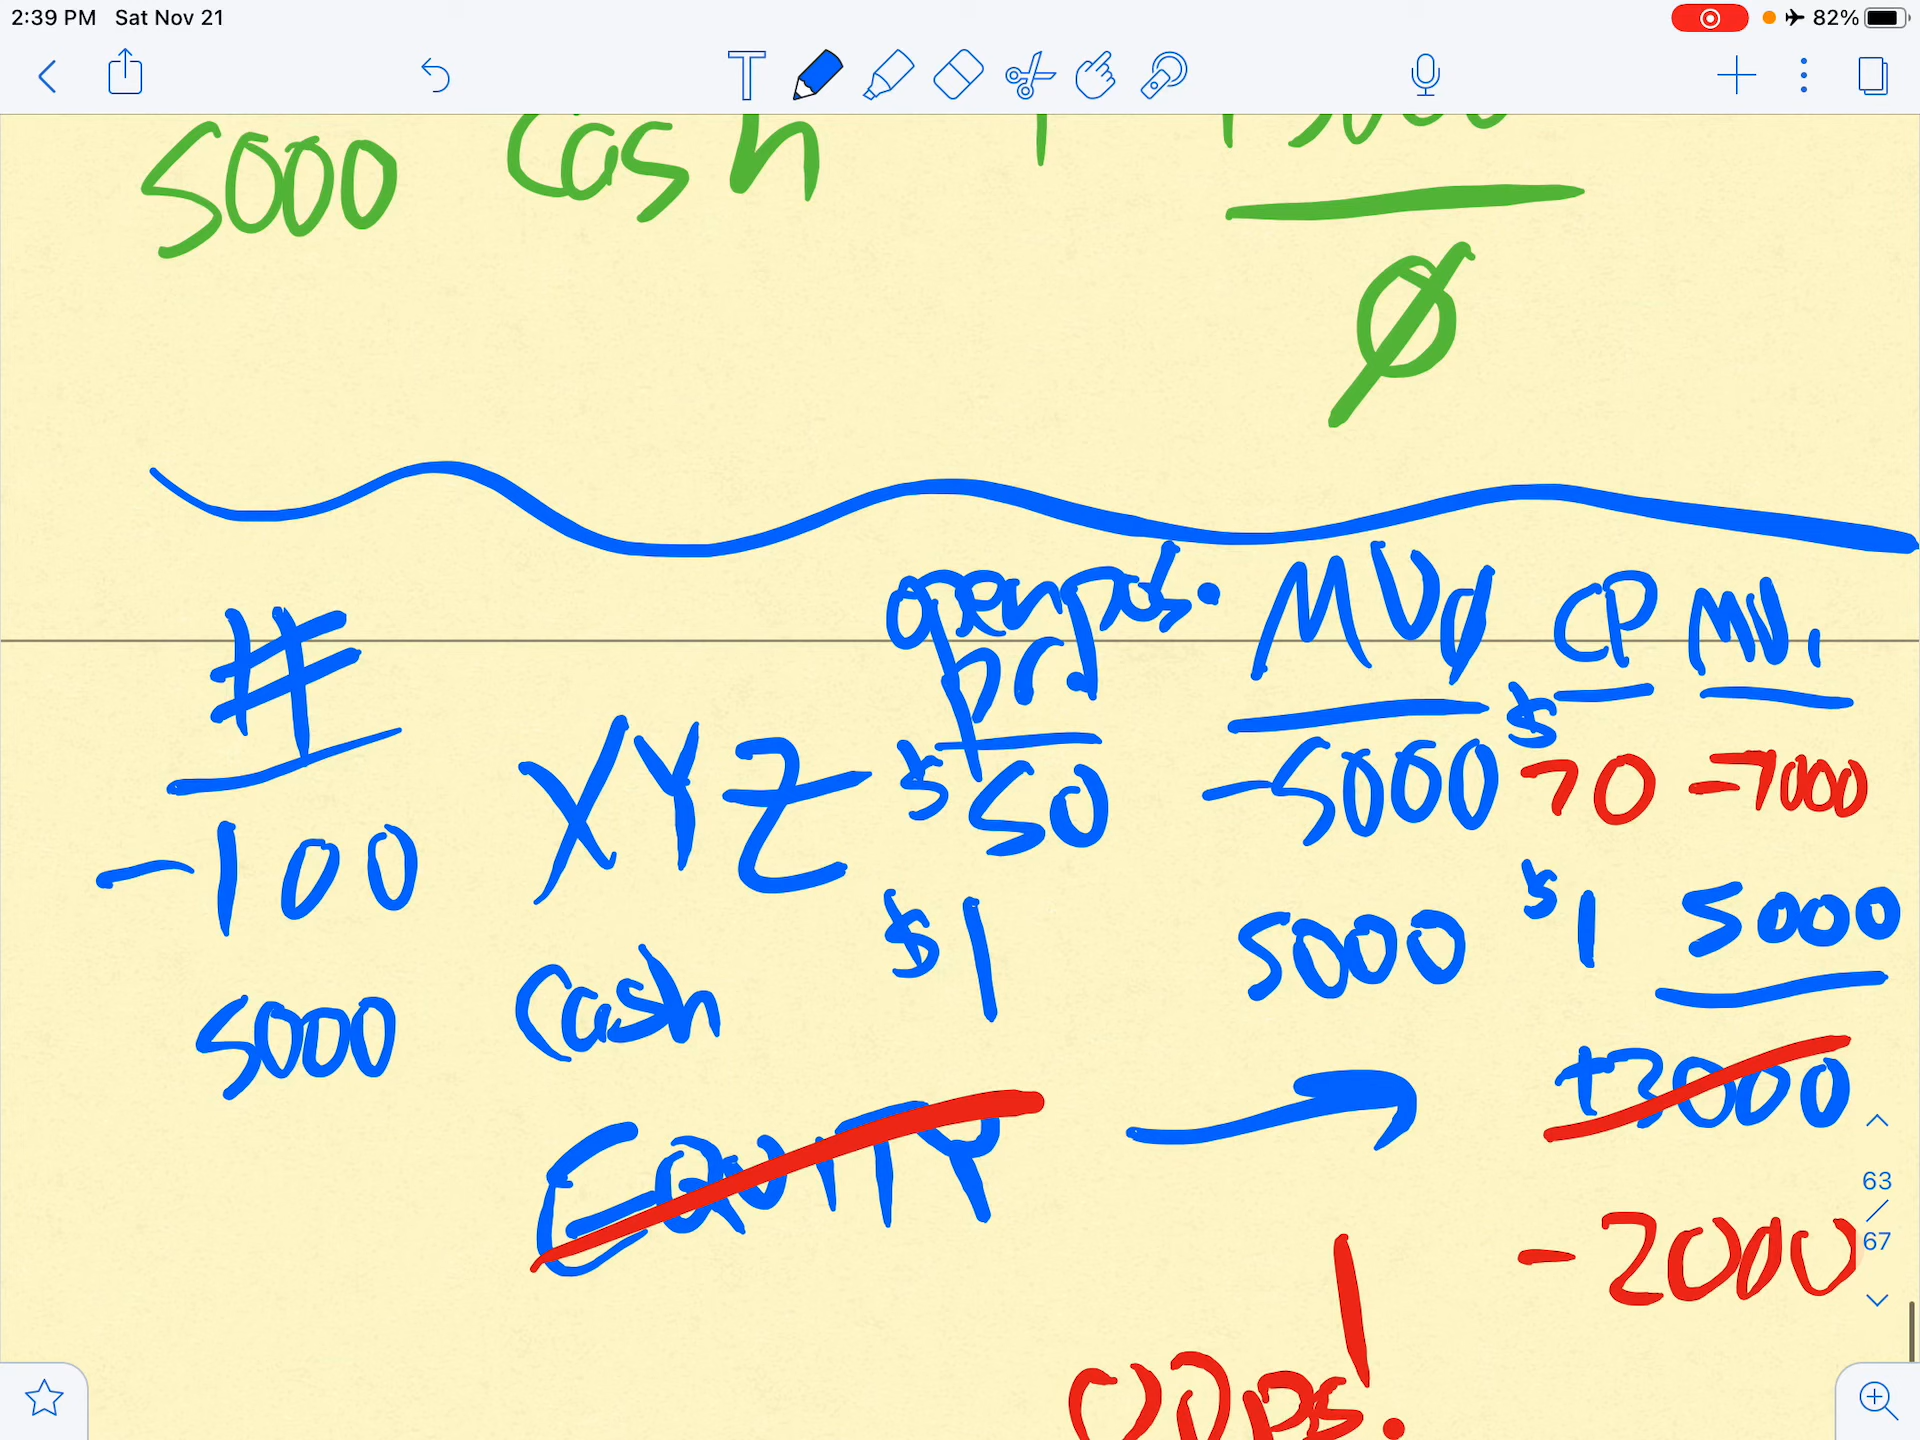 2:39 PM Sat Nov 21
82%
T
5000 Cash
Ø
# open pos. prc. MVØ CP MV1
-100 XYZ $50 -5000 $70 -7000
5000 Cash $1 5000 $1 5000
EQUITY → +3000
-2000
63
/
67
oops!